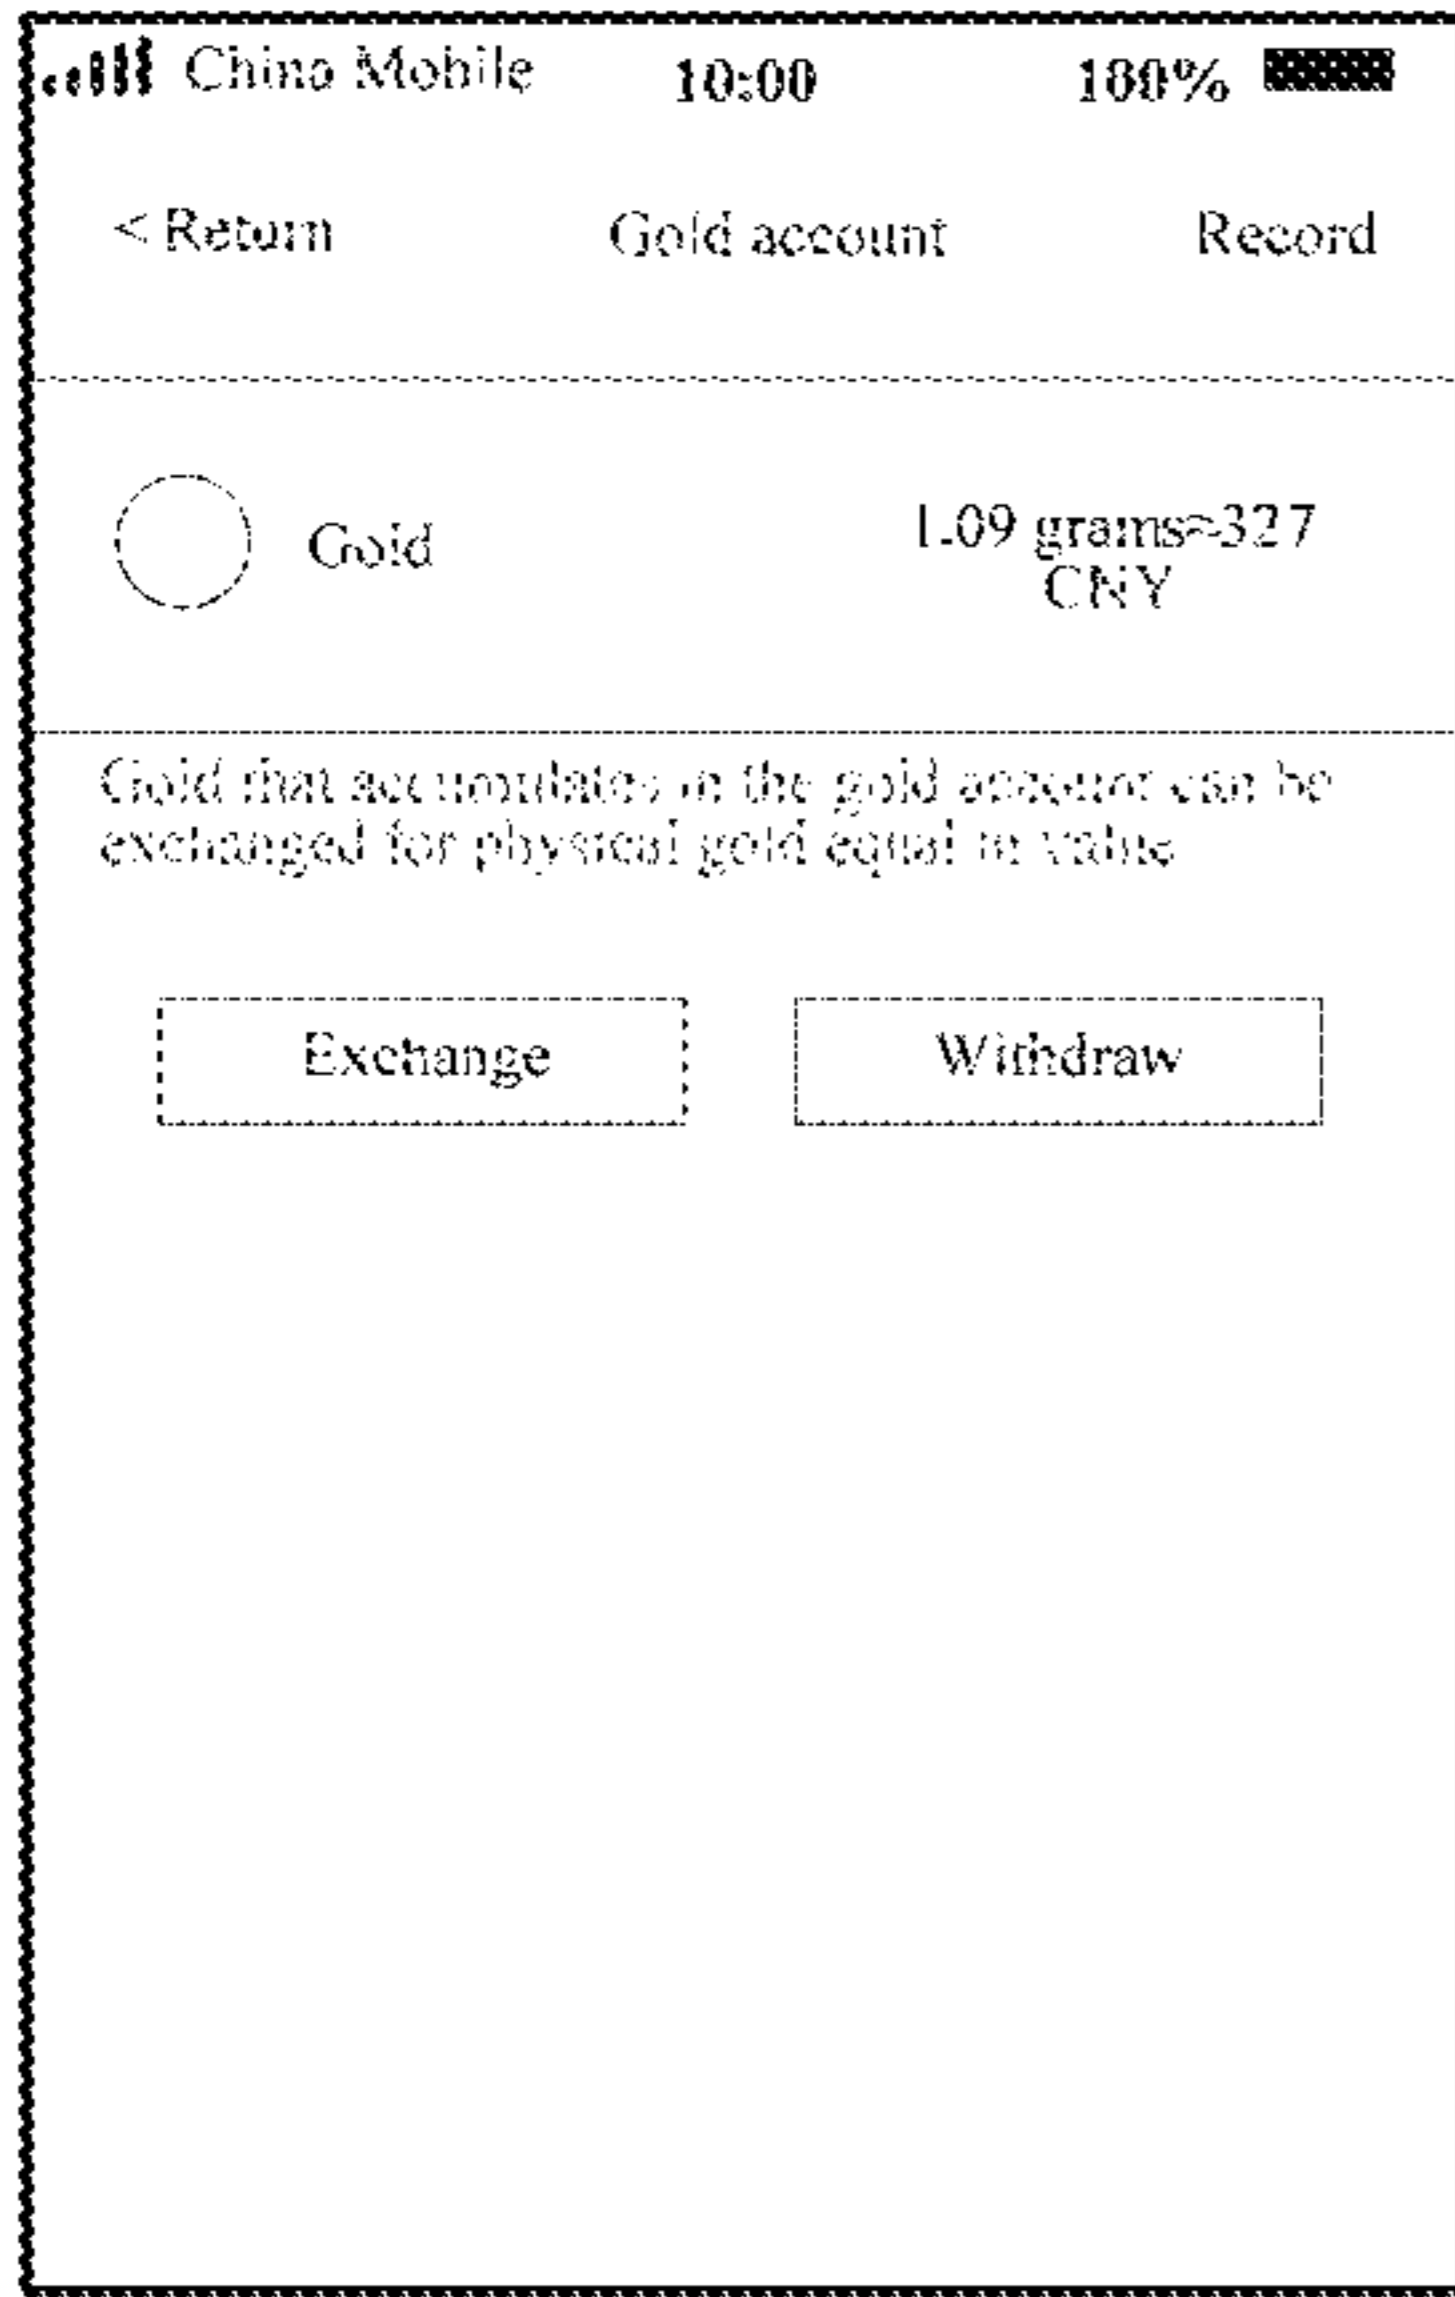 China Mobile 10:00 100%
< Return Gold account Record
Gold 1.09 grams≈327
CNY
Gold that accumulates in the gold account can be
exchanged for physical gold equal in value
Exchange Withdraw